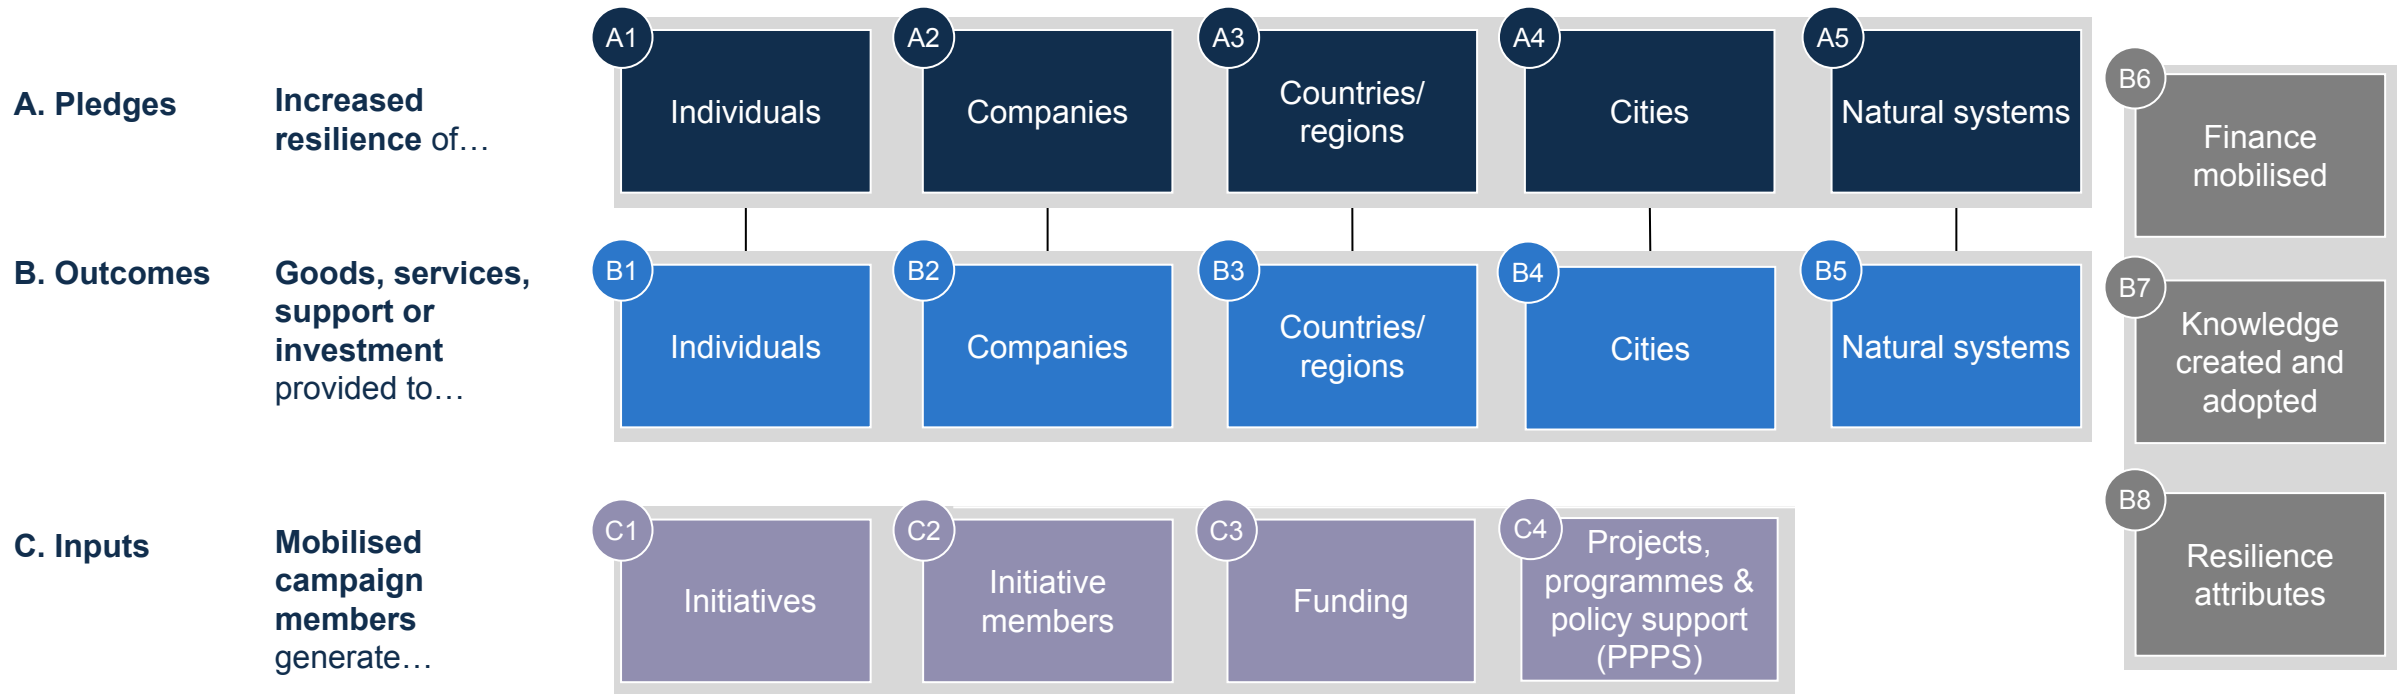 A. Pledges
Increased
resilience of…
A1
Individuals
A2
Companies
A3
Countries/
regions
A4
Cities
A5
Natural systems
B. Outcomes
Goods, services,
support or
investment
provided to…
B1
Individuals
B2
Companies
B3
Countries/
regions
B4
Cities
B5
Natural systems
C. Inputs
Mobilised
campaign
members
generate…
C1
Initiatives
C2
Initiative
members
C3
Funding
C4
Projects,
programmes &
policy support
(PPPS)
B6
Finance
mobilised
B7
Knowledge
created and
adopted
B8
Resilience
attributes